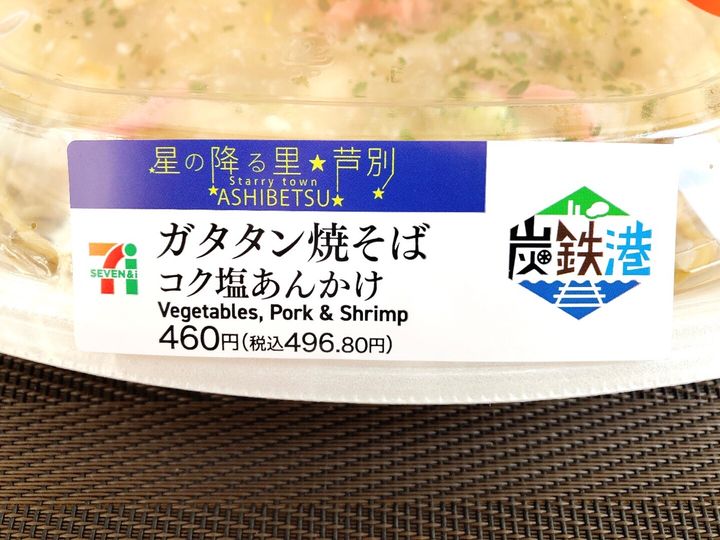 星の降る里★芦別
Starry town
ASHIBETSU
ガタタン焼そば
コク塩あんかけ
Vegetables, Pork & Shrimp
460円(税込496.80円)
7i
SEVEN&i
炭鉄港